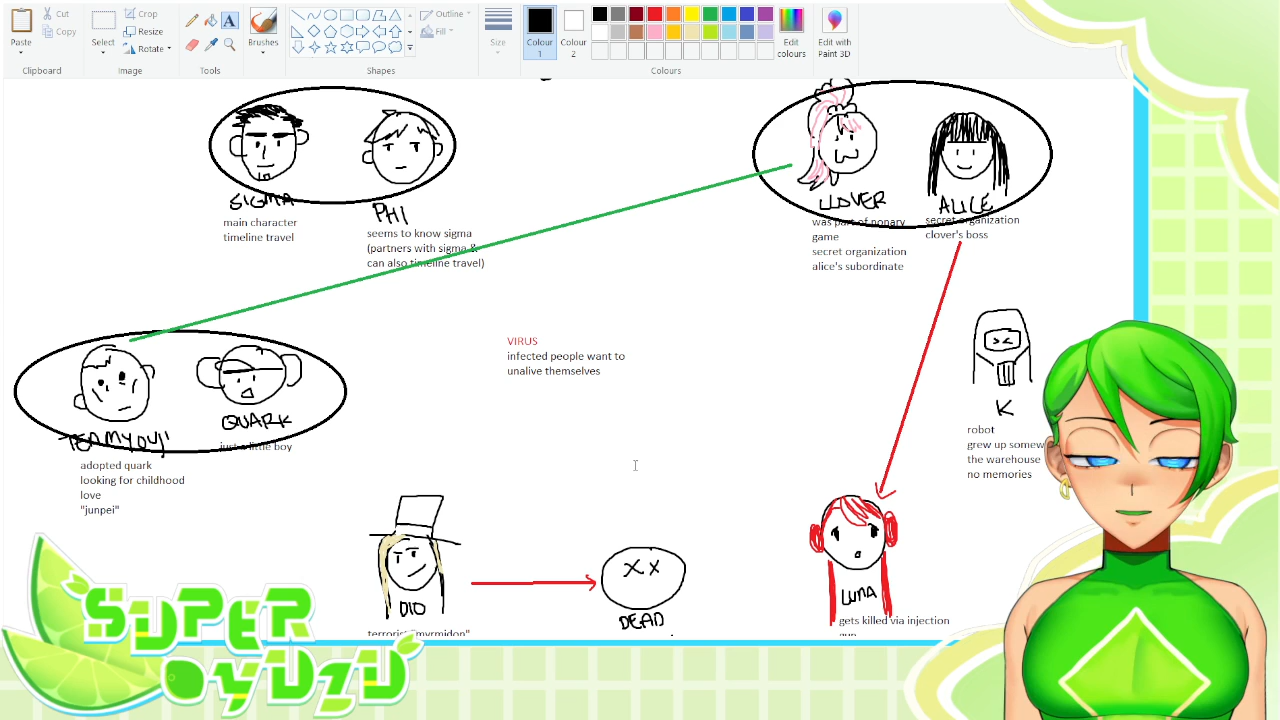 Paste
Cut
Copy
Clipboard
Select
Crop
Resize
Rotate
Image
A
Tools
Brushes
Outline
Fill
Shapes
Size
Colour
1
Colour
2
Colours
Edit
colours
Edit with
Paint 3D
SIGMA
main character
timeline travel
PHI
seems to know sigma
(partners with sigma &
can also timeline travel)
CLOVER
was part of nonary
game
secret organization
alice's subordinate
ALICE
secret organization
clover's boss
VIRUS
infected people want to
unalive themselves
K
robot
grew up somew
the warehouse
no memories
TENMYOUJI
adopted quark
looking for childhood
love
"junpei"
QUARK
just a little boy
DIO
terrorist "myrmidon"
XX
DEAD
LUNA
gets killed via injection
gun
SUPER
OYUZU